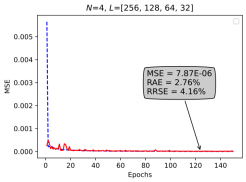 N=4, L=[256, 128, 64, 32]
MSE = 7.87E-06
RAE = 2.76%
RRSE = 4.16%
MSE
0.005
0.004
0.003
0.002
0.001
0.000
0 20 40 60 80 100 120 140
Epochs